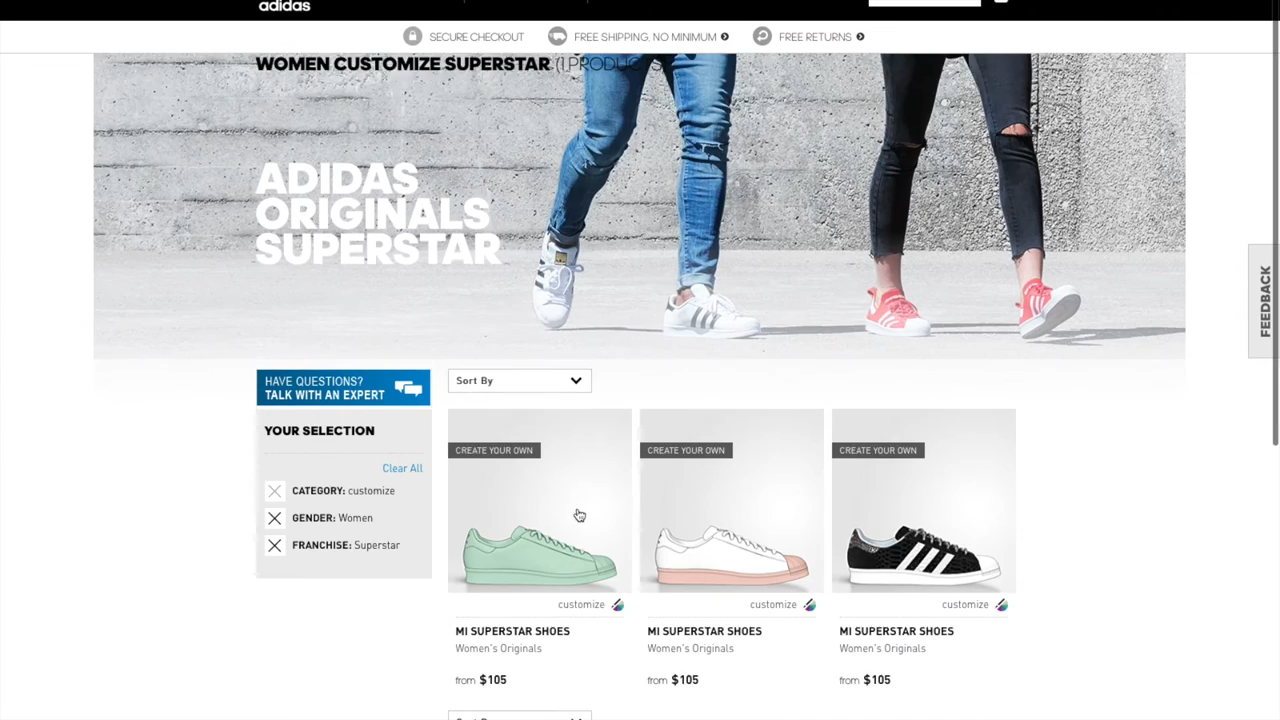 adidas
SECURE CHECKOUT
FREE SHIPPING. NO MINIMUM
FREE RETURNS
WOMEN CUSTOMIZE SUPERSTAR (1 PRODUCTS)
ADIDAS
ORIGINALS
SUPERSTAR
FEEDBACK
HAVE QUESTIONS?
TALK WITH AN EXPERT
Sort By
YOUR SELECTION
Clear All
CATEGORY: customize
GENDER: Women
FRANCHISE: Superstar
CREATE YOUR OWN
CREATE YOUR OWN
CREATE YOUR OWN
customize
customize
customize
MI SUPERSTAR SHOES
MI SUPERSTAR SHOES
MI SUPERSTAR SHOES
Women's Originals
Women's Originals
Women's Originals
from $105
from $105
from $105